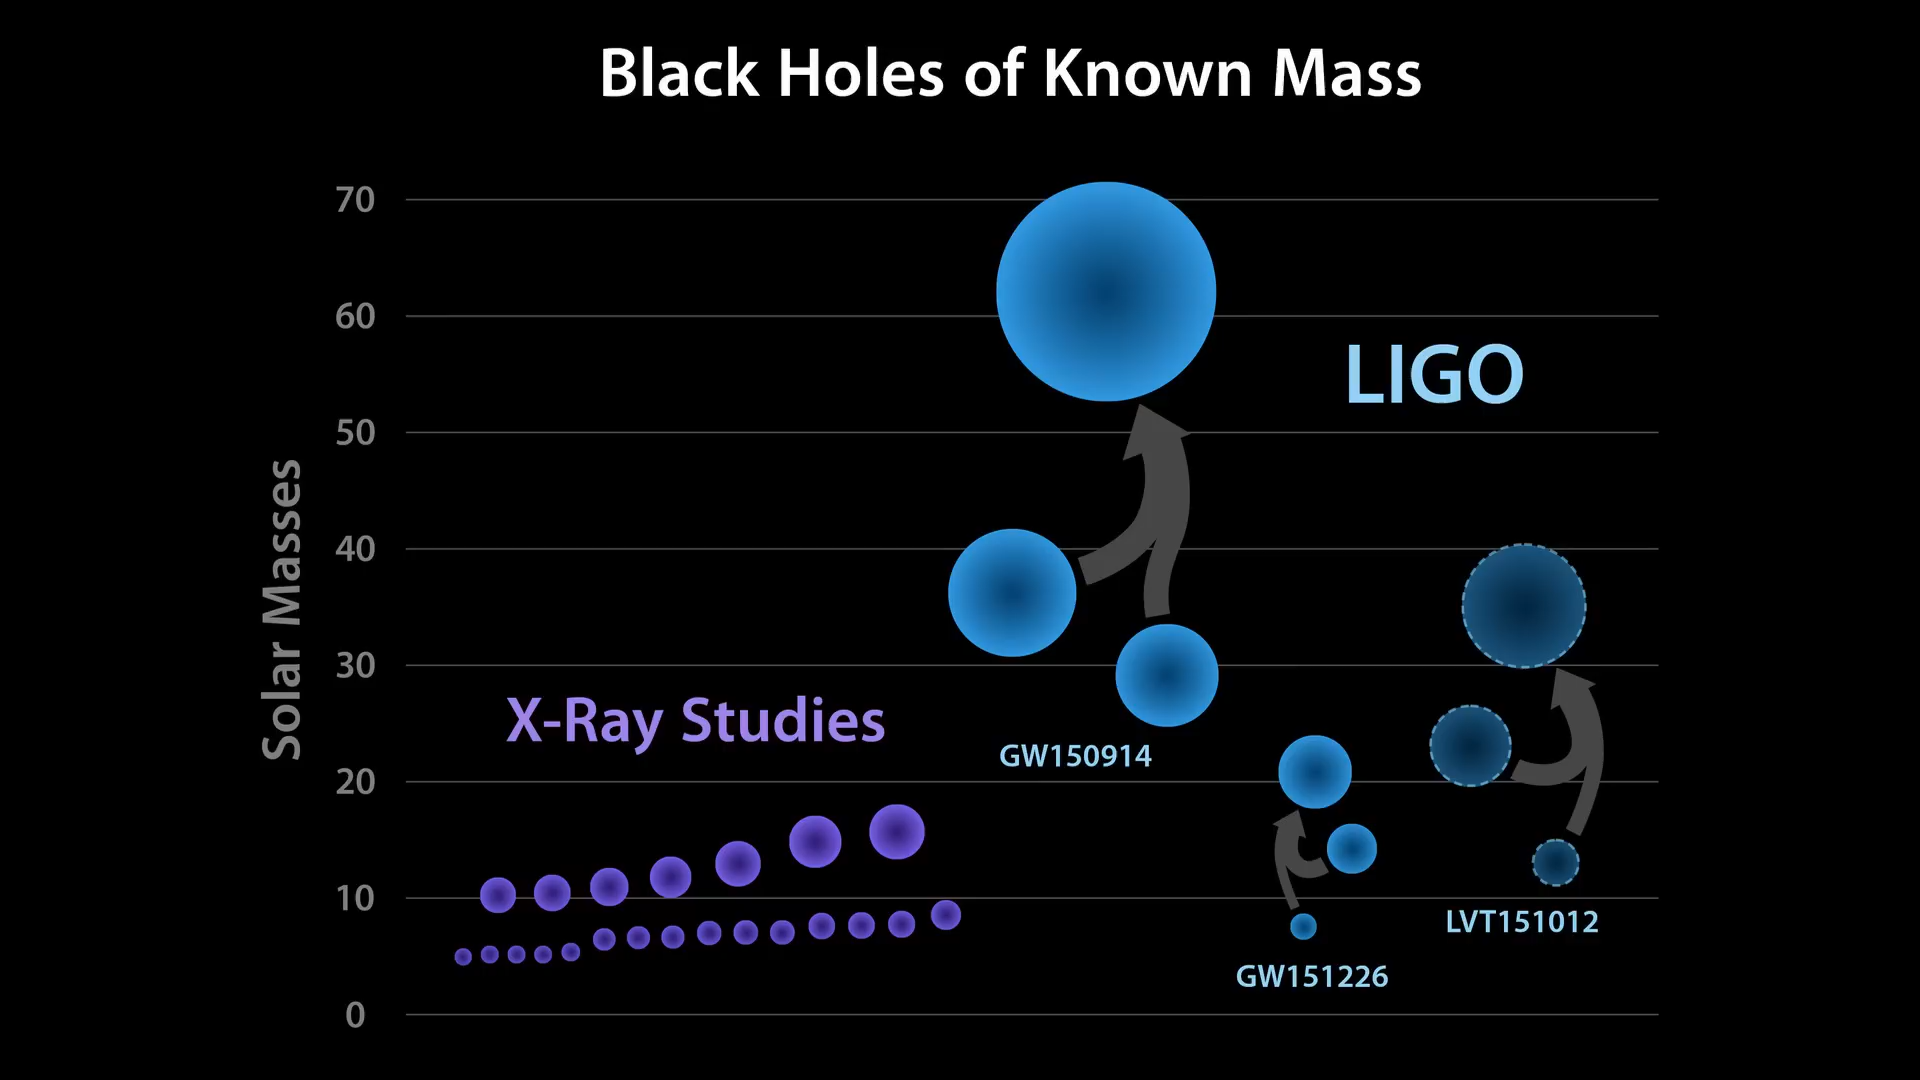 Black Holes of Known Mass
70
60
50
40
30
20
10
0
Solar Masses
LIGO
X-Ray Studies
GW150914
LVT151012
GW151226